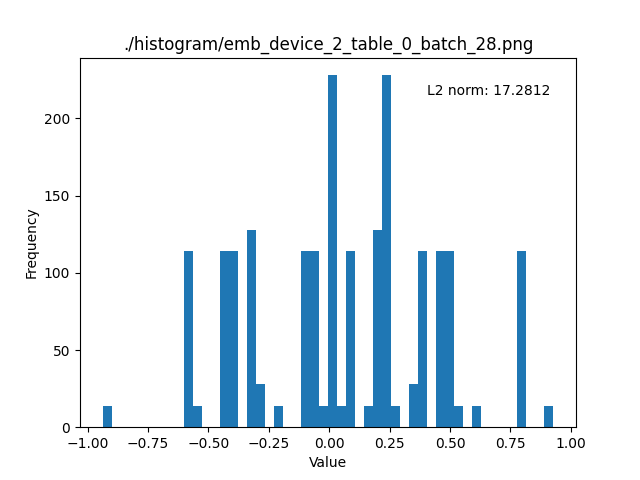 ./histogram/emb_device_2_table_0_batch_28.png
L2 norm: 17.2812
Frequency
200
150
100
50
0
−1.00 −0.75 −0.50 −0.25 0.00 0.25 0.50 0.75 1.00
Value